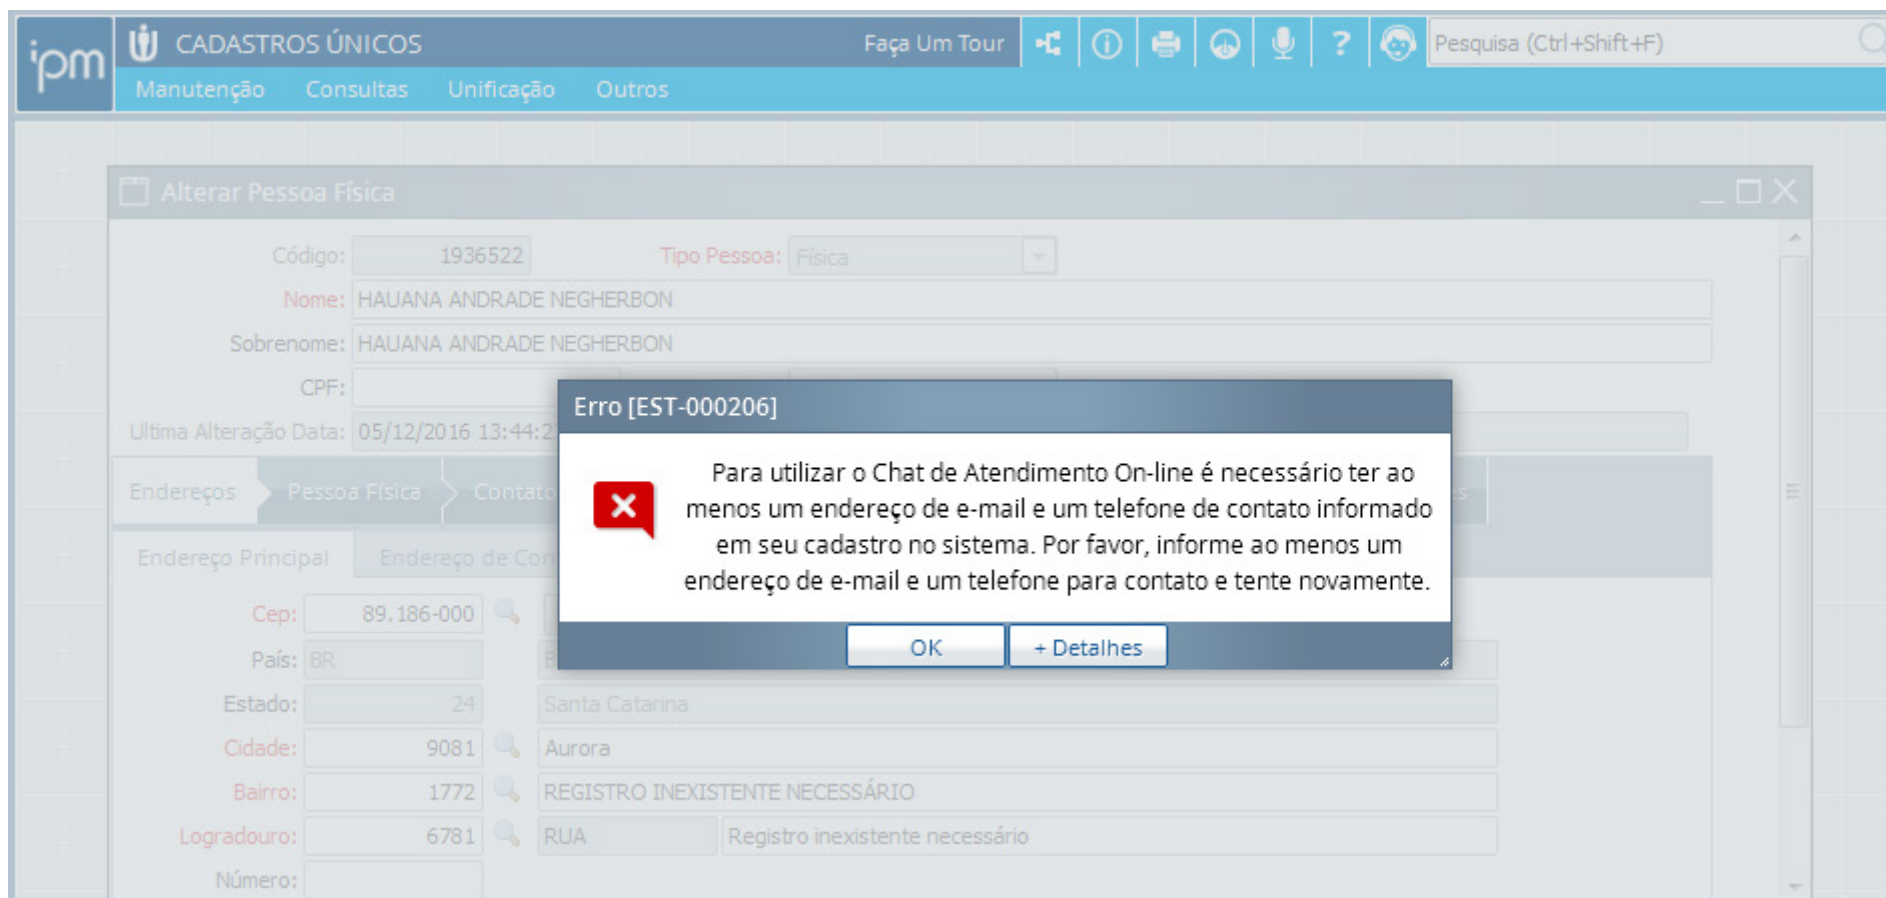 ipm
CADASTROS ÚNICOS
Faça Um Tour
?
Pesquisa (Ctrl+Shift+F)
Manutenção Consultas Unificação Outros
Alterar Pessoa Física
Código: 1936522 Tipo Pessoa: Física
Nome: HAUANA ANDRADE NEGHERBON
Sobrenome: HAUANA ANDRADE NEGHERBON
CPF:
Ultima Alteração Data: 05/12/2016 13:44:2
Erro [EST-000206]
Para utilizar o Chat de Atendimento On-line é necessário ter ao
menos um endereço de e-mail e um telefone de contato informado
em seu cadastro no sistema. Por favor, informe ao menos um
endereço de e-mail e um telefone para contato e tente novamente.
OK + Detalhes
Endereços Pessoa Física Contato
Endereço Principal Endereço de Co
Cep: 89.186-000
País: BR
Estado: 24 Santa Catarina
Cidade: 9081 Aurora
Bairro: 1772 REGISTRO INEXISTENTE NECESSÁRIO
Logradouro: 6781 RUA Registro inexistente necessário
Número: